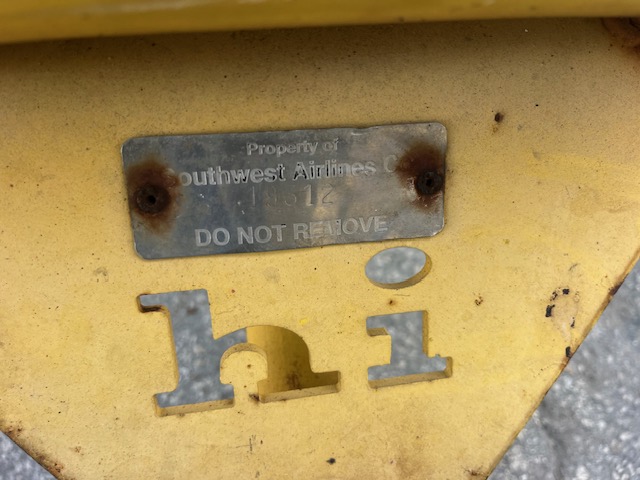 Property of
outhwest Airlines C
DO NOT REMOVE
hi